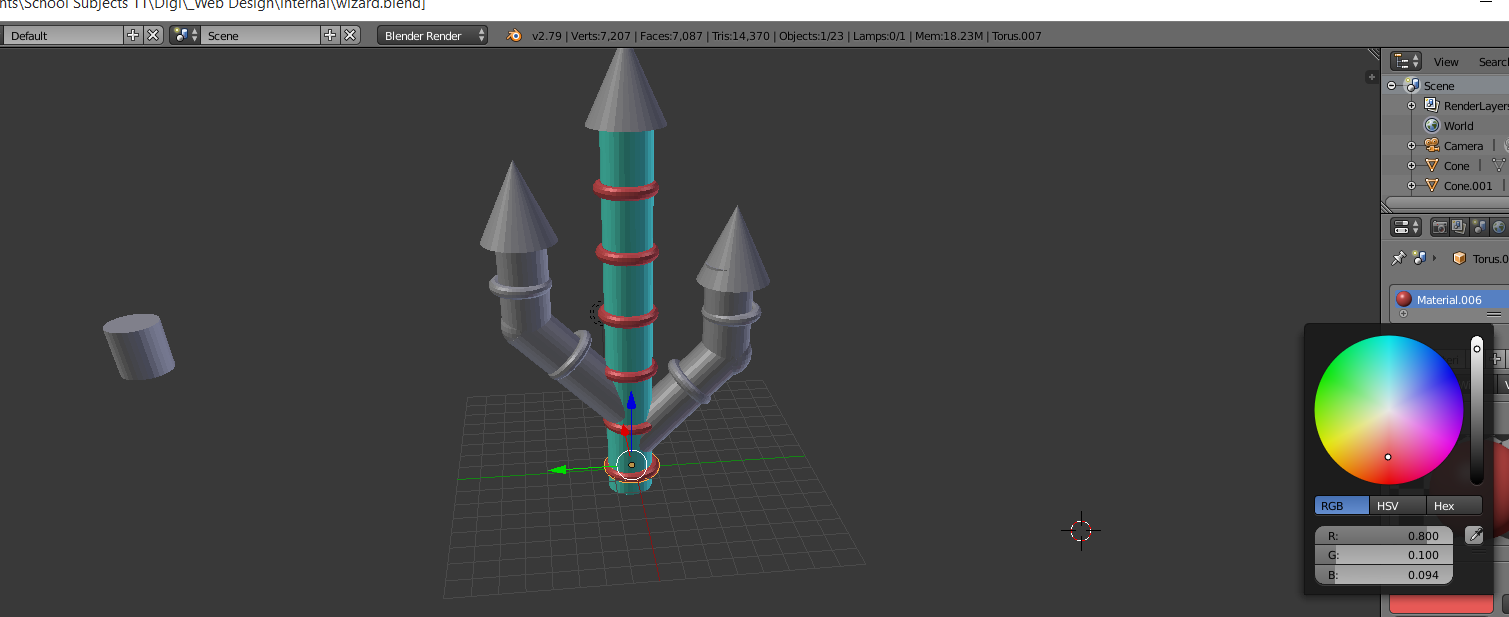 nts\School Subjects 11\Digi\_Web Design\Internal\wizard.blend]
Default
Scene
Blender Render
v2.79 | Verts:7,207 | Faces:7,087 | Tris:14,370 | Objects:1/23 | Lamps:0/1 | Mem:18.23M | Torus.007
View Searc
Scene
RenderLayers
World
Camera
Cone
Cone.001
Torus.0
Material.006
RGB HSV Hex
R: 0.800
G: 0.100
B: 0.094